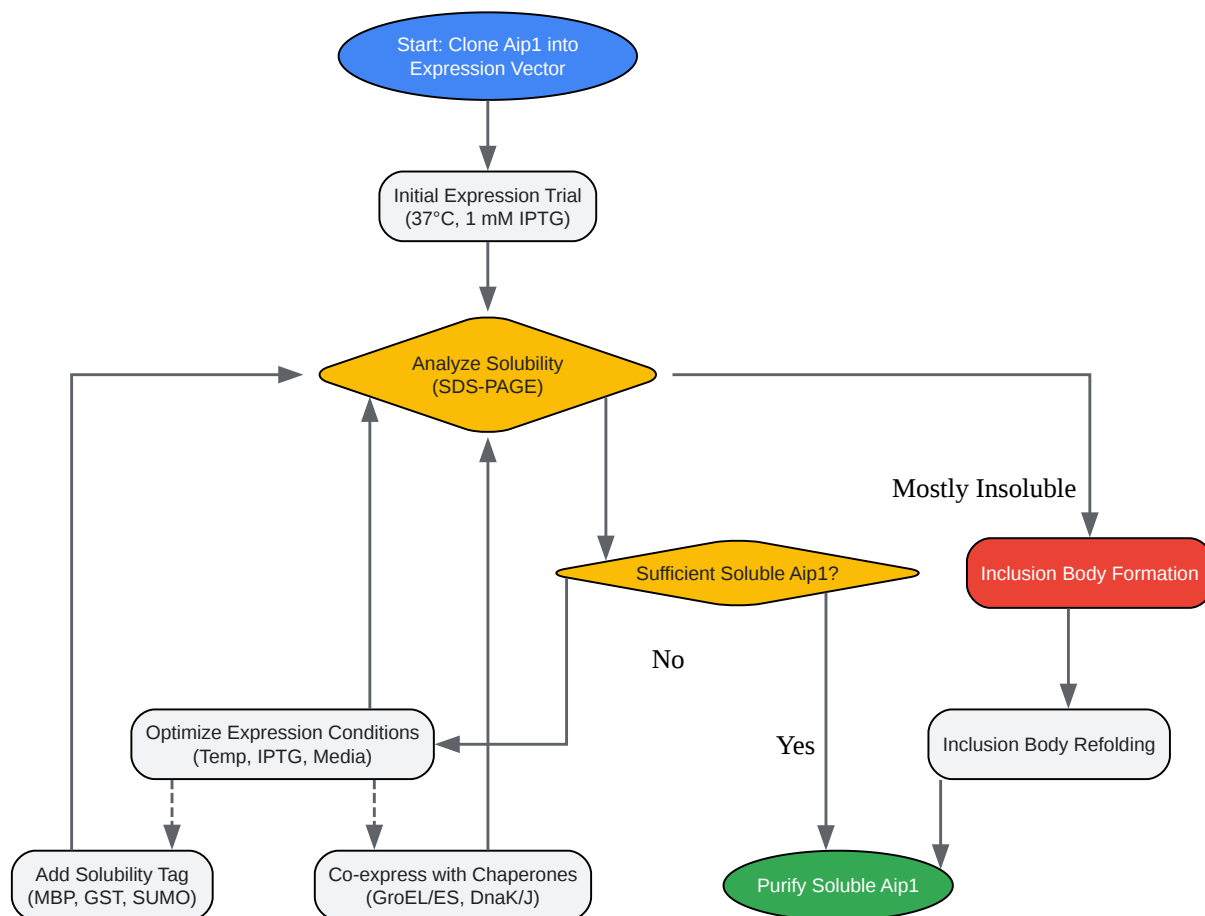 Start: Clone Aip1 into
Expression Vector
Initial Expression Trial
(37°C, 1 mM IPTG)
Analyze Solubility
(SDS-PAGE)
Mostly Insoluble
Sufficient Soluble Aip1?
Inclusion Body Formation
No
Optimize Expression Conditions
(Temp, IPTG, Media)
Yes
Inclusion Body Refolding
Add Solubility Tag
(MBP, GST, SUMO)
Co-express with Chaperones
(GroEL/ES, DnaK/J)
Purify Soluble Aip1